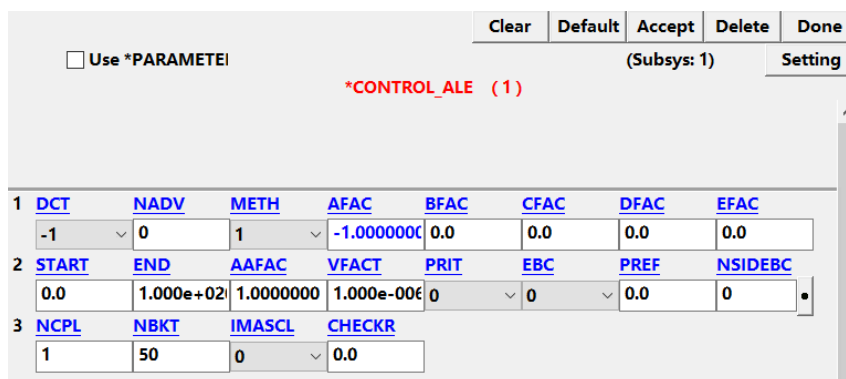 Clear Default Accept Delete Done
Use *PARAMETE (Subsys: 1) Setting
*CONTROL_ALE (1)
1 DCT NADV METH AFAC BFAC CFAC DFAC EFAC
-1 0 1 -1.0000000 0.0 0.0 0.0 0.0
2 START END AAFAC VFACT PRIT EBC PREF NSIDEBC
0.0 1.000e+020 1.0000000 1.000e-006 0 0 0.0 0
3 NCPL NBKT IMASCL CHECKR
1 50 0 0.0